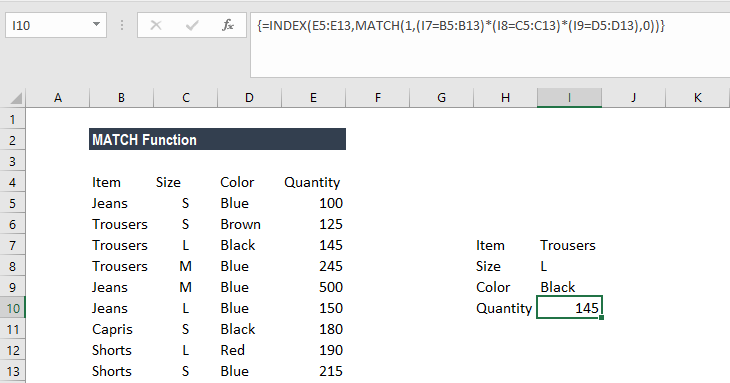 I10 fx {=INDEX(E5:E13,MATCH(1,(I7=B5:B13)*(I8=C5:C13)*(I9=D5:D13),0))}
A B C D E F G H I J K
1
2 MATCH Function
3
4 Item Size Color Quantity
5 Jeans S Blue 100
6 Trousers S Brown 125
7 Trousers L Black 145 Item Trousers
8 Trousers M Blue 245 Size L
9 Jeans M Blue 500 Color Black
10 Jeans L Blue 150 Quantity 145
11 Capris S Black 180
12 Shorts L Red 190
13 Shorts S Blue 215